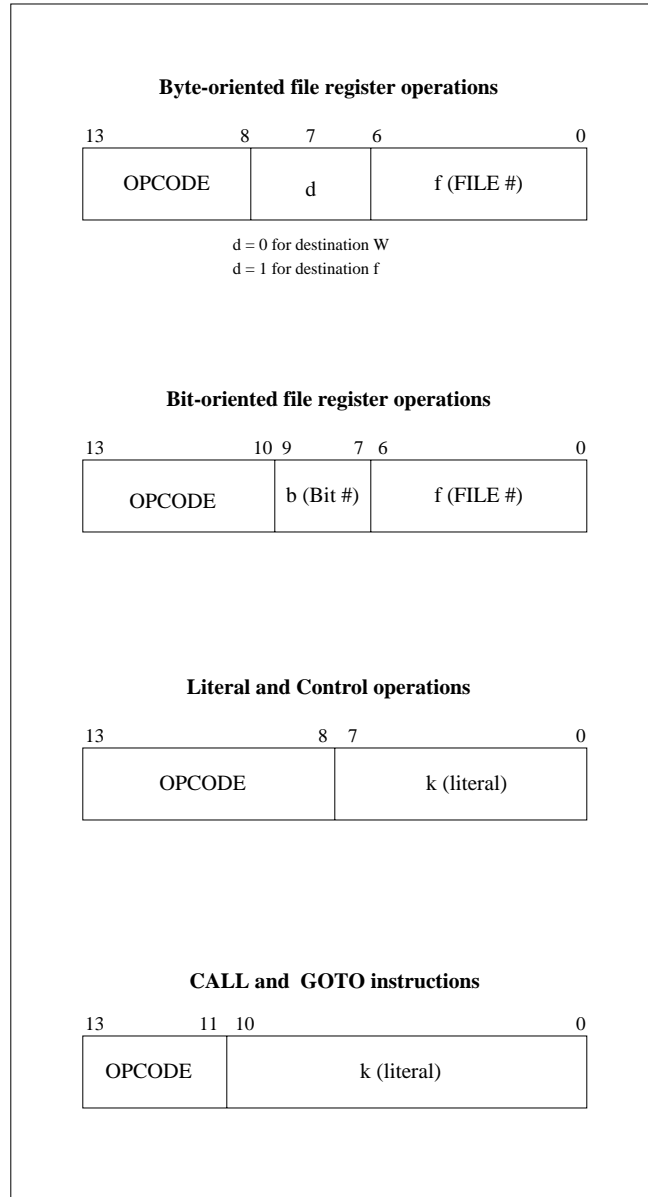 Byte-oriented file register operations
13 8 7 6 0
OPCODE d f (FILE #)
d = 0 for destination W
d = 1 for destination f
Bit-oriented file register operations
13 10 9 7 6 0
OPCODE b (Bit #) f (FILE #)
Literal and Control operations
13 8 7 0
OPCODE k (literal)
CALL and GOTO instructions
13 11 10 0
OPCODE k (literal)